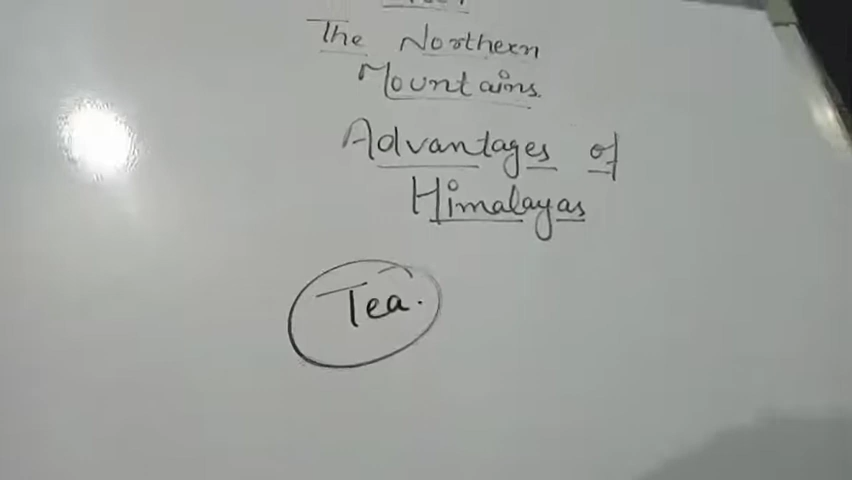 The Northern
Mountains.
Advantages of
Himalayas
Tea.